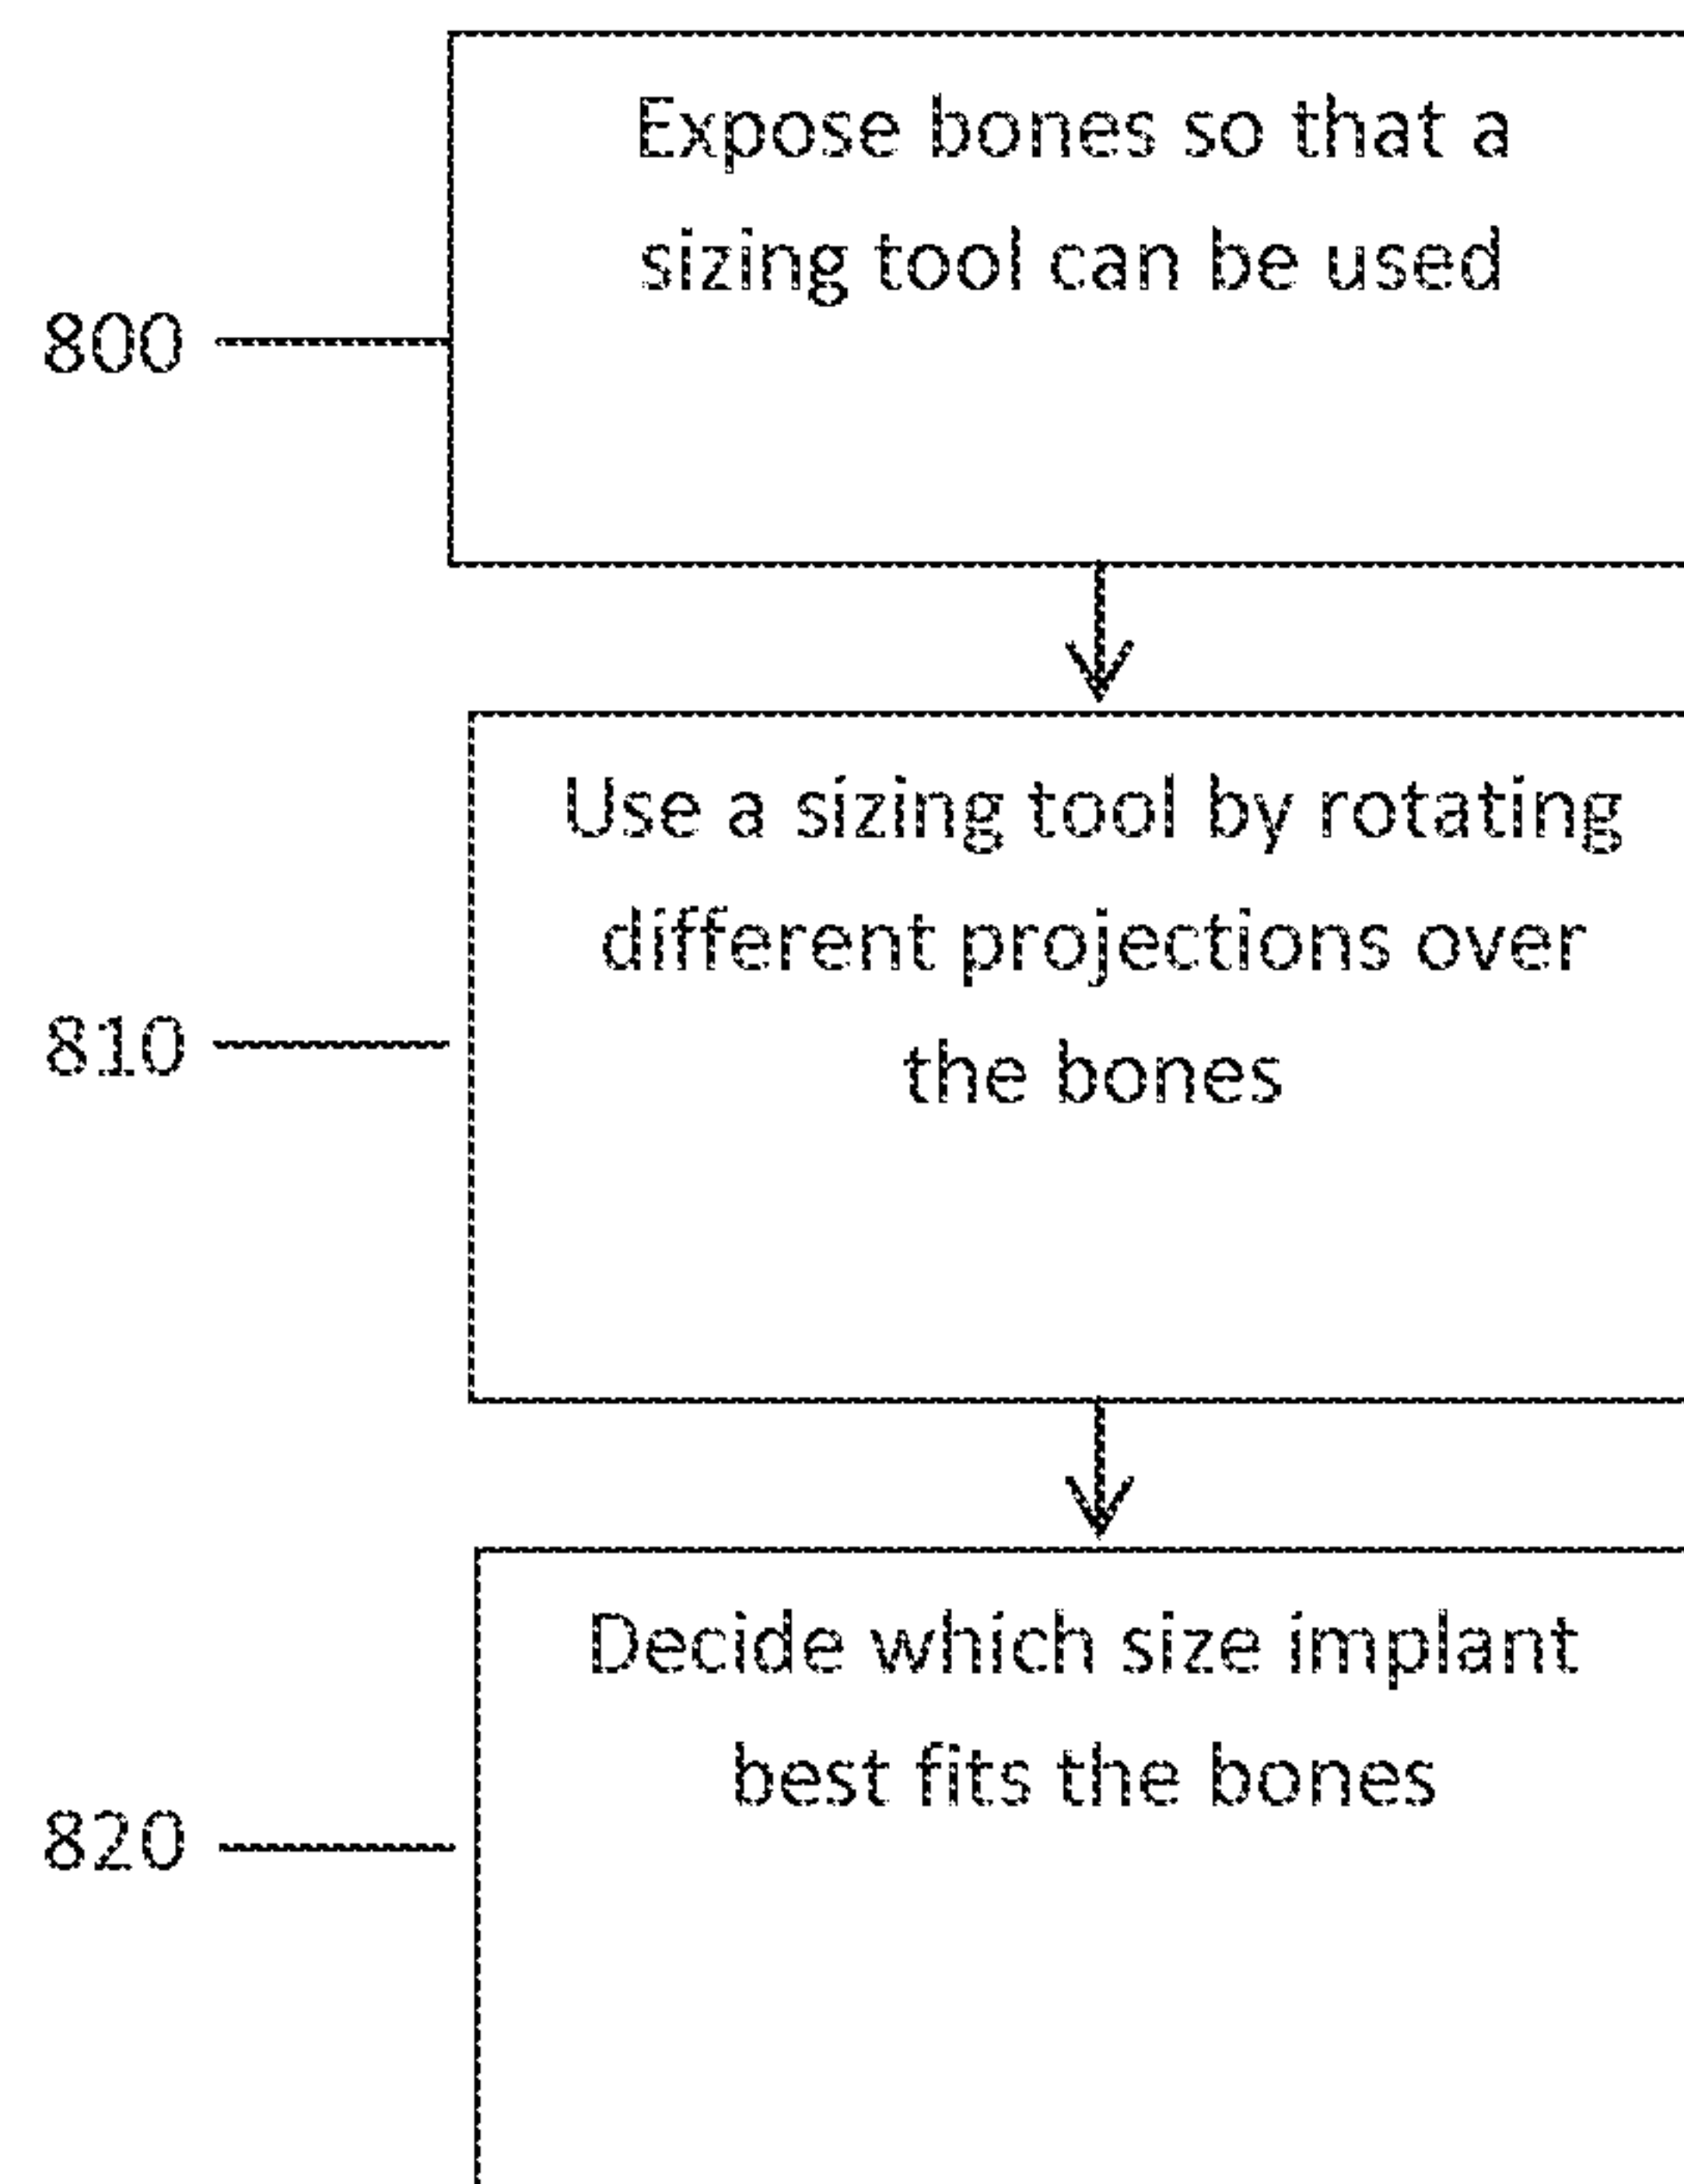 Expose bones so that a
sizing tool can be used
800
Use a sizing tool by rotating
different projections over
the bones
810
Decide which size implant
best fits the bones
820